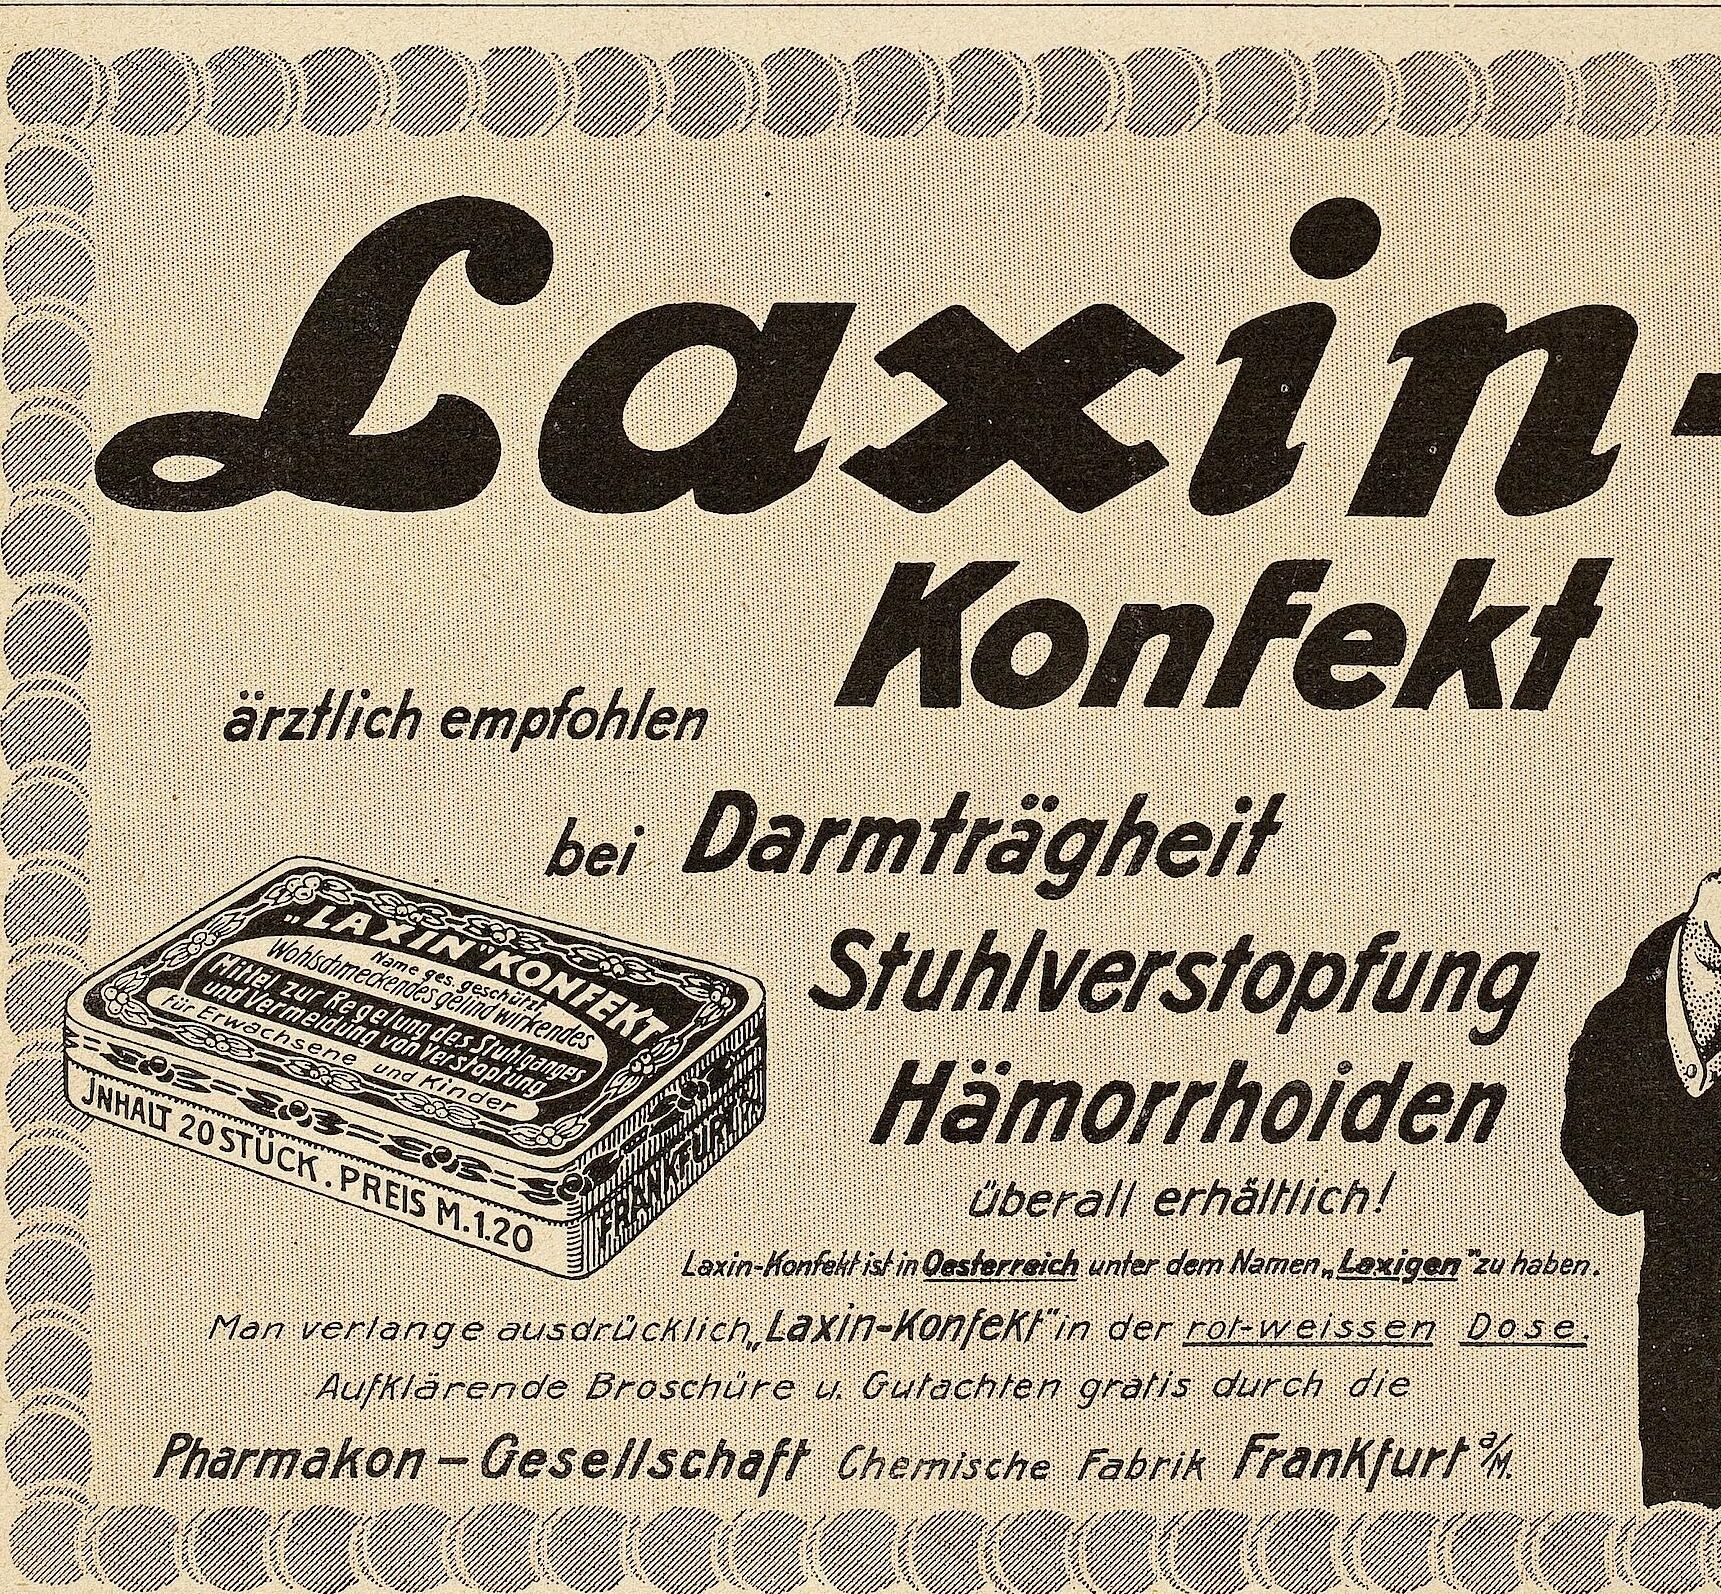 Laxin-
Konfekt
ärztlich empfohlen
bei Darmträgheit
Stuhlverstopfung
Hämorrhoiden
überall erhältlich!
„LAXIN" KONFEKT
Name ges. geschützt,
Wohlschmeckendes gelind wirkendes
Mittel zur Regelung des Stuhlganges
und Vermeidung von Verstopfung
für Erwachsene und Kinder
JNHALT 20 STÜCK. PREIS M.1.20
FRANKFURT
Laxin-Konfekt ist in Oesterreich unter dem Namen „Laxigen" zu haben.
Man verlange ausdrücklich „Laxin-Konfekt" in der rot-weissen Dose.
Aufklärende Broschüre u. Gutachten gratis durch die
Pharmakon-Gesellschaft Chemische Fabrik Frankfurt a/M.